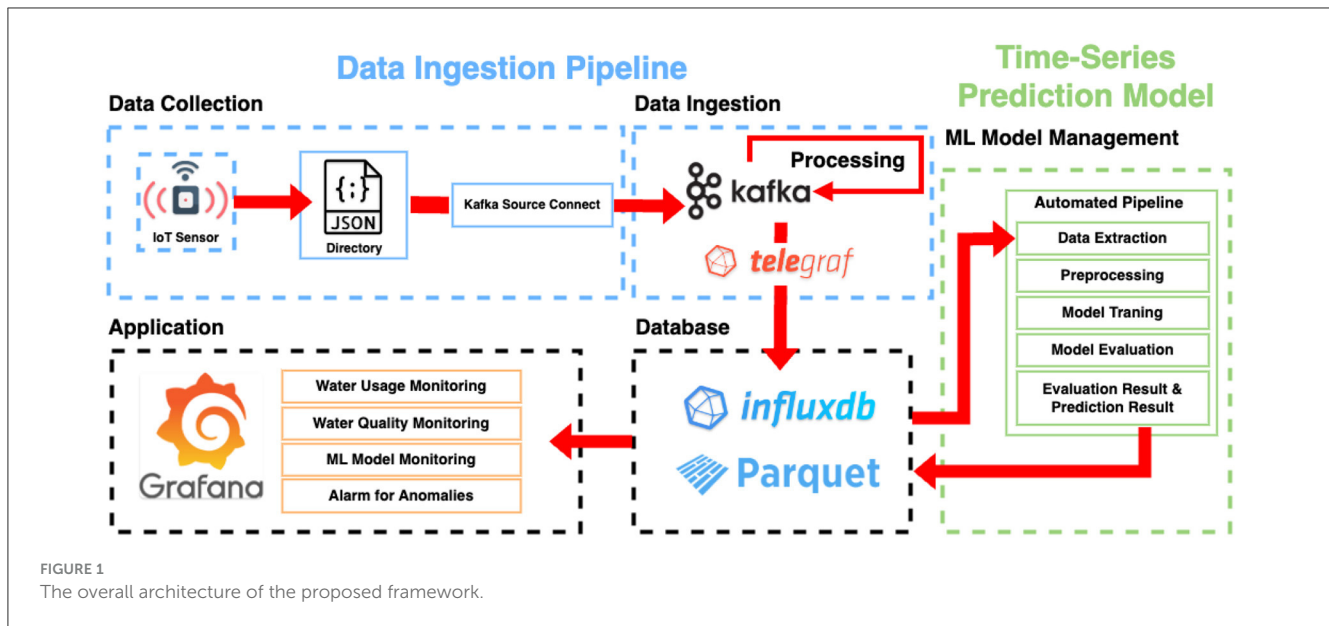 Data Ingestion Pipeline
Time-Series
Prediction Model
Data Collection
IoT Sensor
{;}
JSON
Directory
Kafka Source Connect
Data Ingestion
Processing
kafka
telegraf
ML Model Management
Automated Pipeline
Data Extraction
Preprocessing
Model Traning
Model Evaluation
Evaluation Result &
Prediction Result
Application
Grafana
Water Usage Monitoring
Water Quality Monitoring
ML Model Monitoring
Alarm for Anomalies
Database
influxdb
Parquet
FIGURE 1
The overall architecture of the proposed framework.